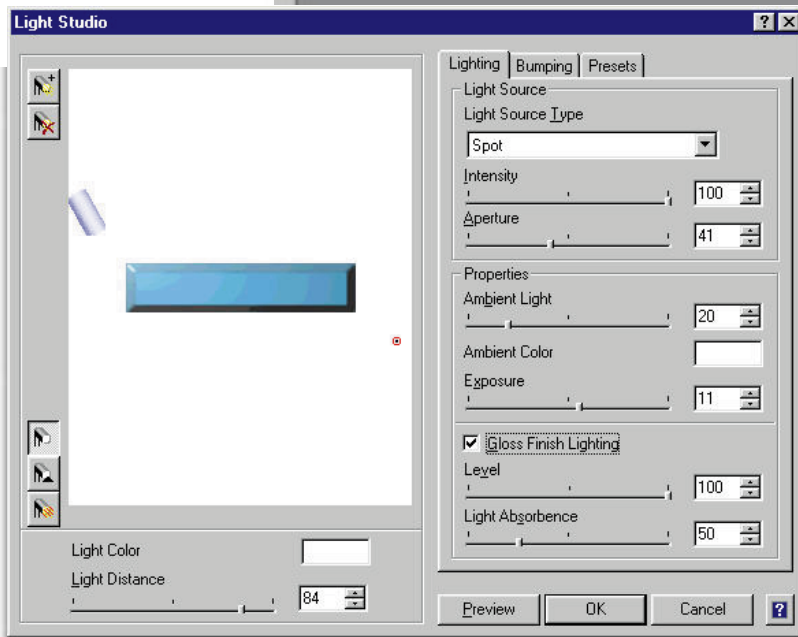 Light Studio
Lighting Bumping Presets
Light Source
Light Source Type
Spot
Intensity
100
Aperture
41
Properties
Ambient Light
20
Ambient Color
Exposure
11
Gloss Finish Lighting
Level
100
Light Absorbence
50
Light Color
Light Distance
84
Preview OK Cancel ?